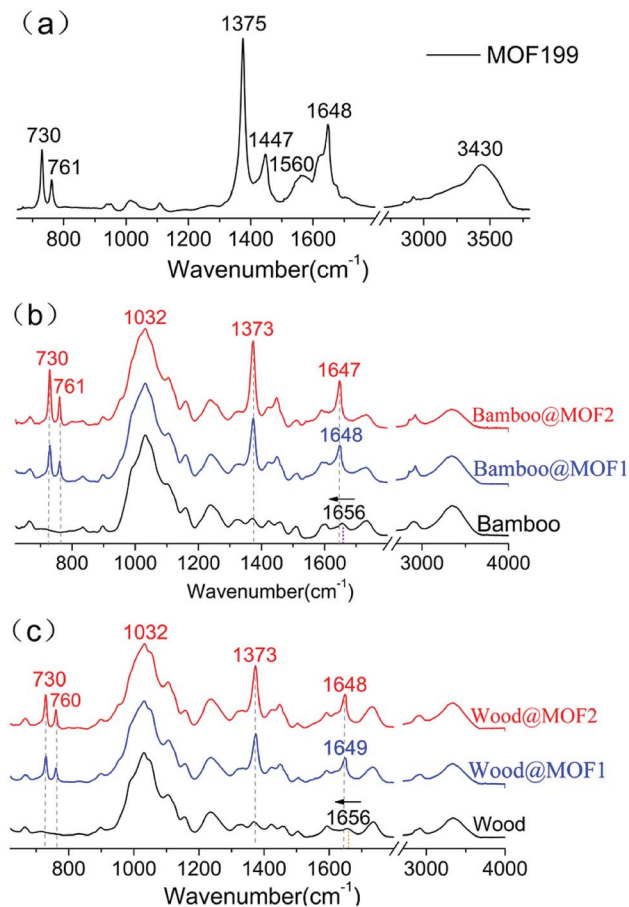 (a)
1375
MOF199
730
761
1447
1560
1648
3430
800 1000 1200 1400 1600 3000 3500
Wavenumber(cm-1)
(b)
1032
1373
730
761
1647
Bamboo@MOF2
1648
Bamboo@MOF1
1656
Bamboo
800 1000 1200 1400 1600 3000 4000
Wavenumber(cm-1)
(c)
1032
1373
730
760
1648
Wood@MOF2
1649
Wood@MOF1
1656
Wood
800 1000 1200 1400 1600 3000 4000
Wavenumber(cm-1)